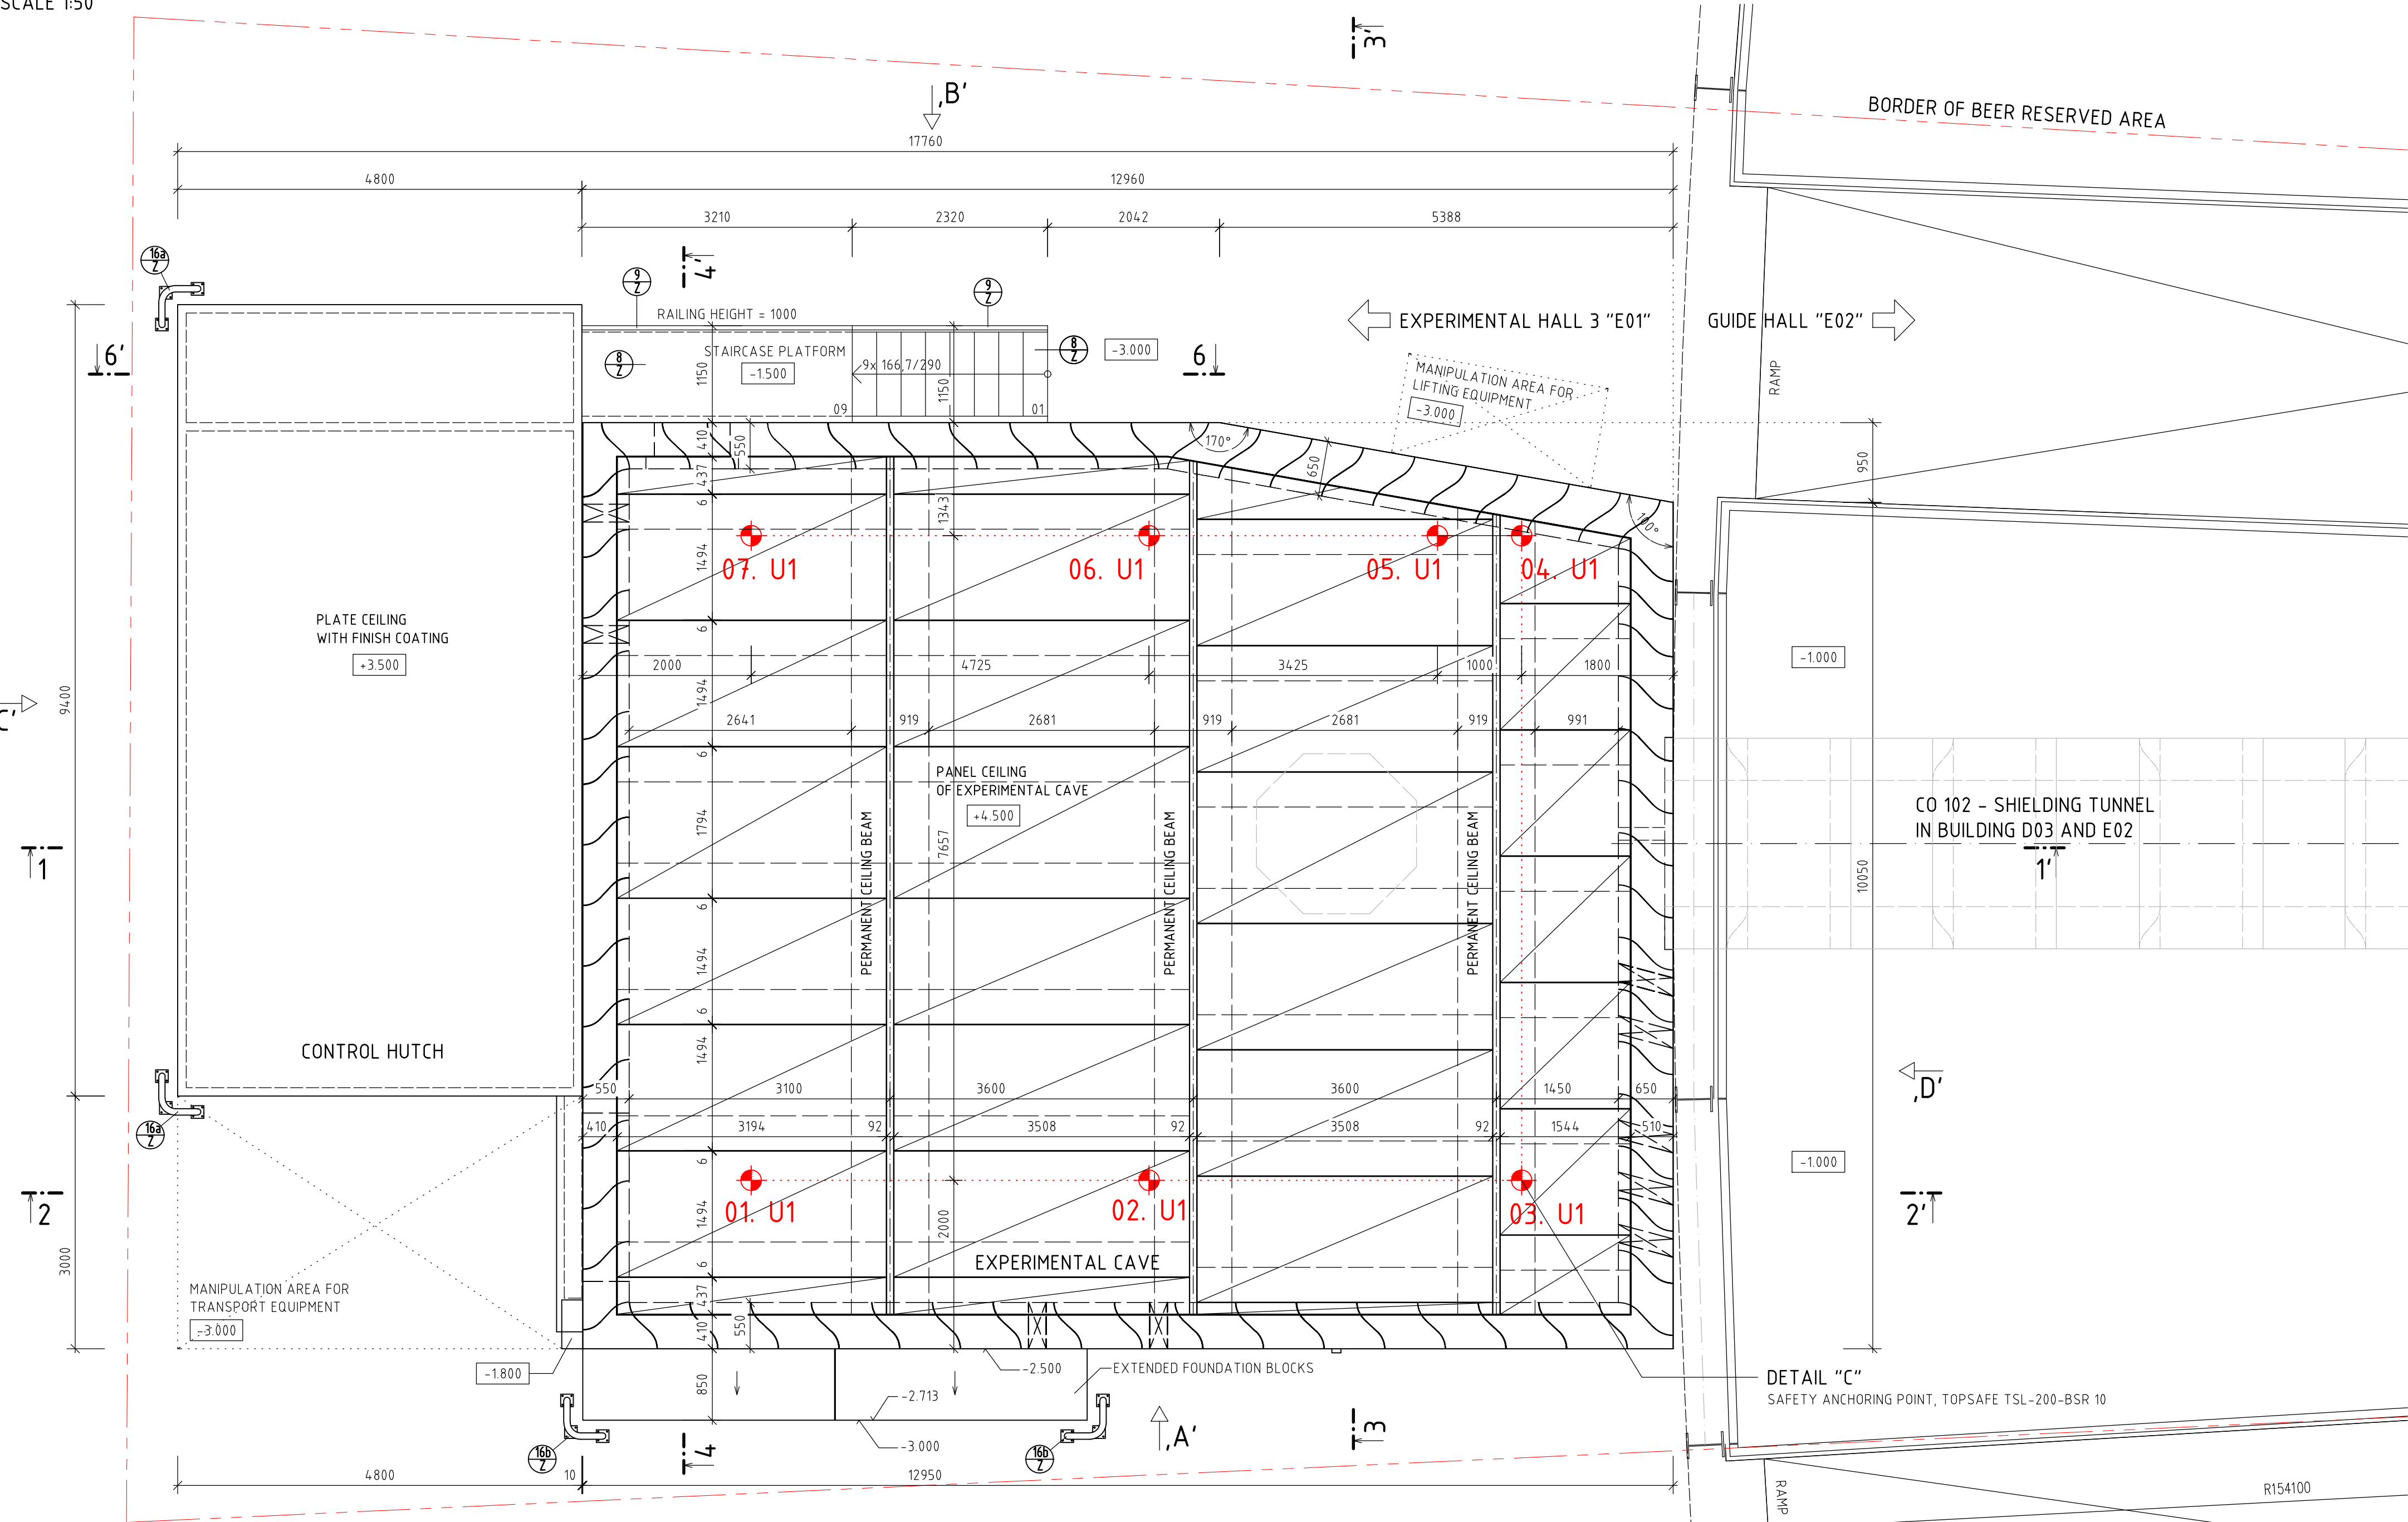 SCALE 1:50
3'
,B'
BORDER OF BEER RESERVED AREA
17760
4800
12960
3210
2320
2042
5388
16a
Z
4'
9
Z
9
Z
RAILING HEIGHT = 1000
EXPERIMENTAL HALL 3 "E01"
GUIDE HALL "E02"
6'
8
Z
STAIRCASE PLATFORM
-1.500
1150
9x 166,7/290
1150
8
Z
-3.000
6
MANIPULATION AREA FOR
LIFTING EQUIPMENT
-3.000
RAMP
09
01
410
550
170°
650
950
437
6
1343
100°
1494
07. U1
06. U1
05. U1
04. U1
PLATE CEILING
WITH FINISH COATING
+3.500
6
2000
4725
3425
1000
1800
-1.000
9400
C'
1494
2641
919
2681
919
2681
919
991
6
PANEL CEILING
OF EXPERIMENTAL CAVE
+4.500
1794
7657
PERMANENT CEILING BEAM
PERMANENT CEILING BEAM
PERMANENT CEILING BEAM
CO 102 - SHIELDING TUNNEL
IN BUILDING D03 AND E02
1
1'
10050
6
1494
6
1494
CONTROL HUTCH
550
3100
3600
3600
1450
650
,D'
16a
Z
410
3194
92
3508
92
3508
92
1544
510
6
-1.000
2
01. U1
02. U1
03. U1
2'
1494
2000
3000
EXPERIMENTAL CAVE
6
MANIPULATION AREA FOR
TRANSPORT EQUIPMENT
-3.000
437
410
550
-1.800
850
-2.500
EXTENDED FOUNDATION BLOCKS
-2.713
-3.000
DETAIL "C"
SAFETY ANCHORING POINT, TOPSAFE TSL-200-BSR 10
16b
Z
4
16b
Z
,A'
3
4800
10
12950
RAMP
R154100